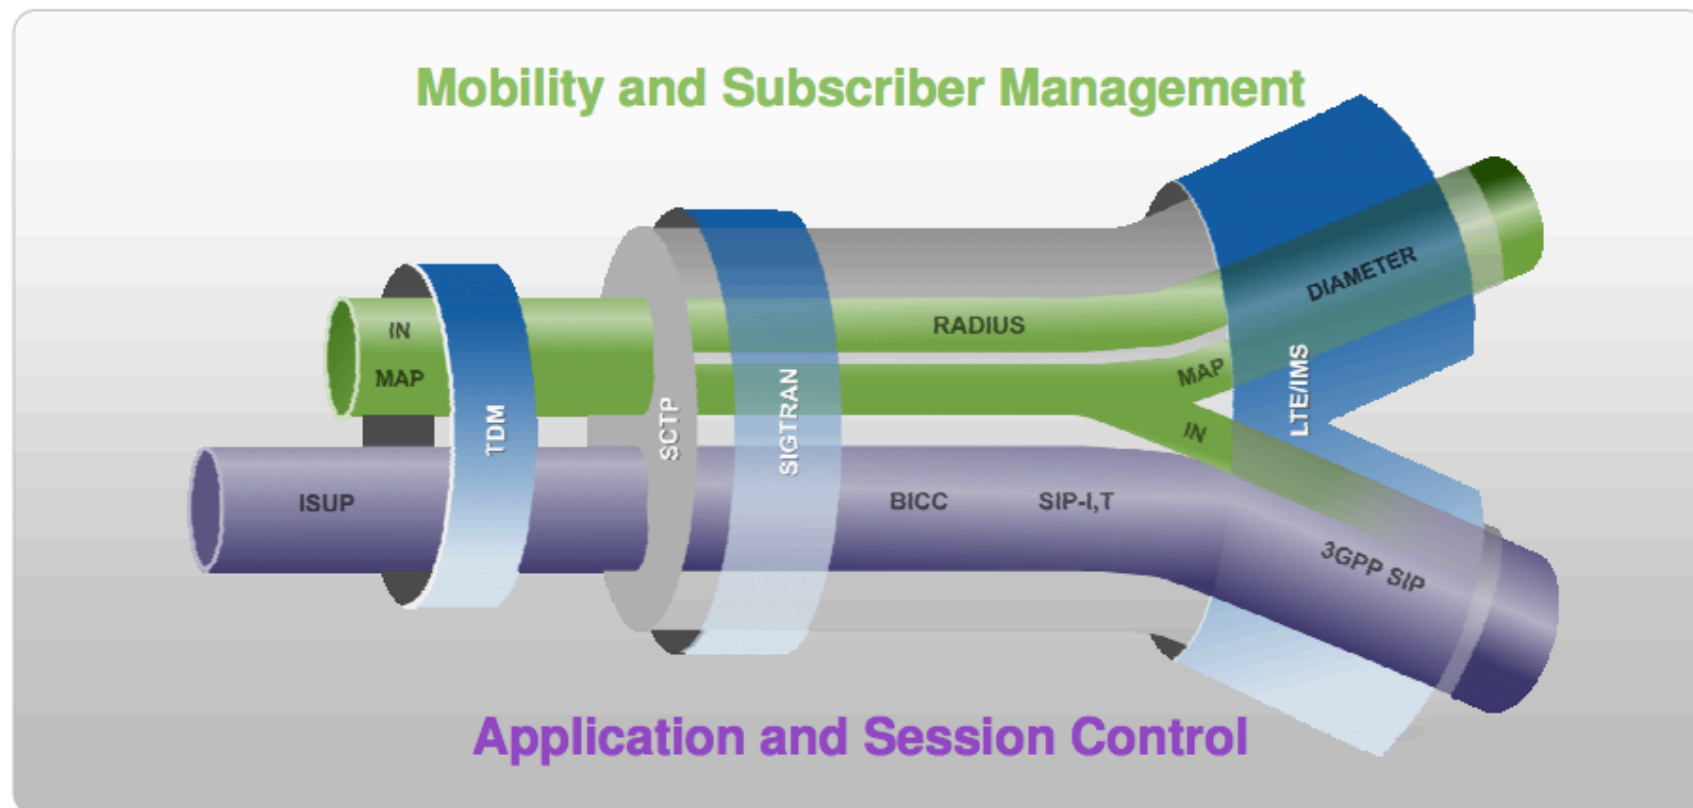 Mobility and Subscriber Management
IN
MAP
TDM
ISUP
SCTP
SIGTRAN
RADIUS
BICC
SIP-I,T
MAP
IN
LTE/IMS
DIAMETER
3GPP SIP
Application and Session Control